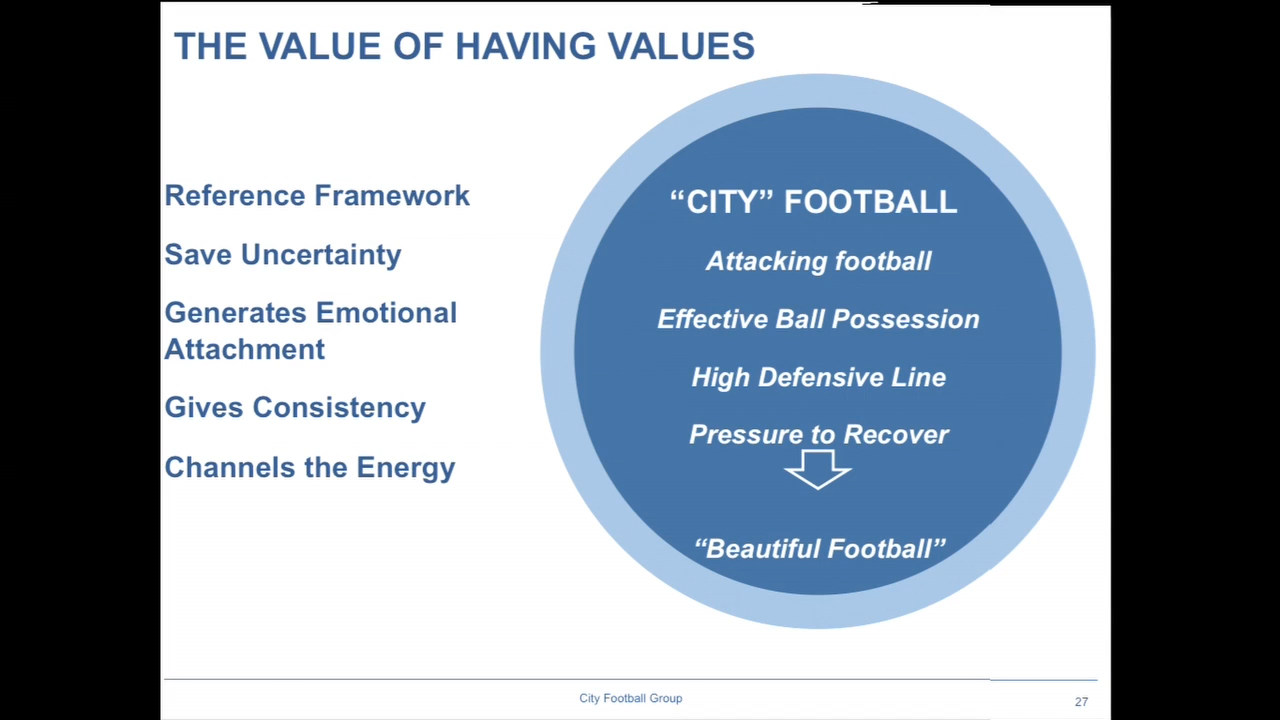 THE VALUE OF HAVING VALUES
Reference Framework
Save Uncertainty
Generates Emotional
Attachment
Gives Consistency
Channels the Energy
“CITY” FOOTBALL
Attacking football
Effective Ball Possession
High Defensive Line
Pressure to Recover
“Beautiful Football”
City Football Group
27